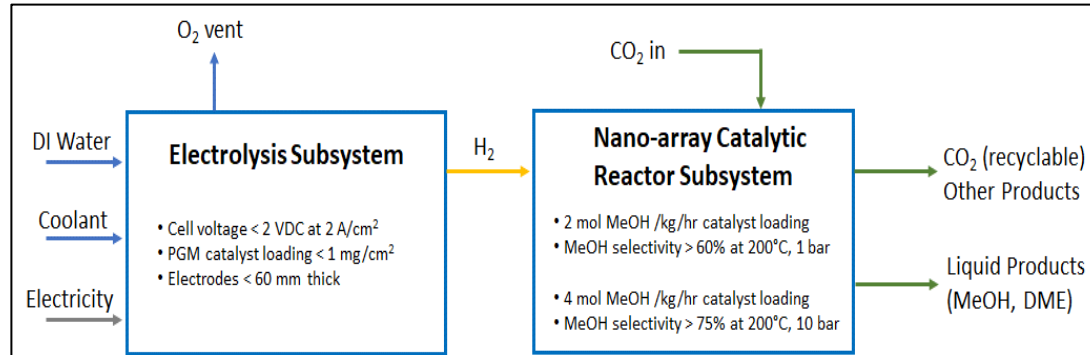 O₂ vent
CO₂ in
DI Water
Coolant
Electricity
Electrolysis Subsystem
• Cell voltage < 2 VDC at 2 A/cm²
• PGM catalyst loading < 1 mg/cm²
• Electrodes < 60 mm thick
H₂
Nano-array Catalytic
Reactor Subsystem
• 2 mol MeOH /kg/hr catalyst loading
• MeOH selectivity > 60% at 200°C, 1 bar
• 4 mol MeOH /kg/hr catalyst loading
• MeOH selectivity > 75% at 200°C, 10 bar
CO₂ (recyclable)
Other Products
Liquid Products
(MeOH, DME)